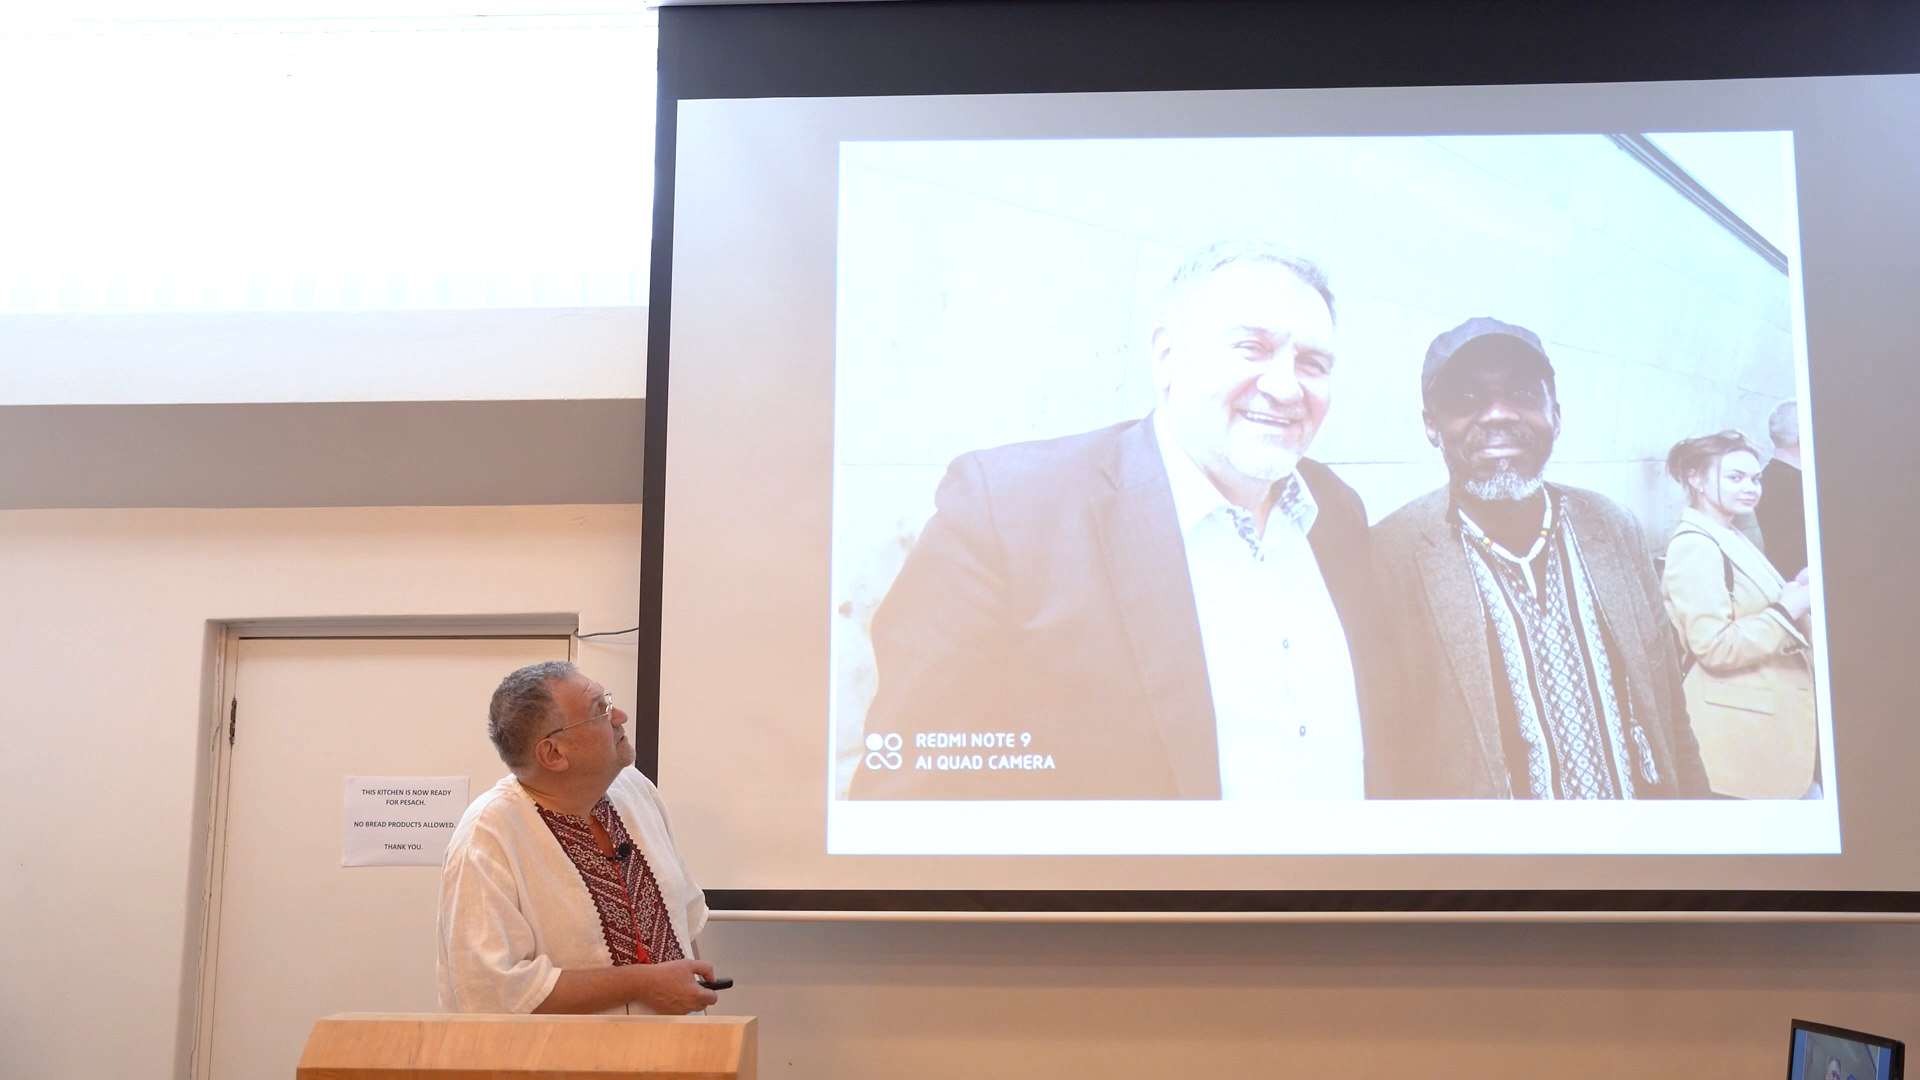 REDMI NOTE 9
AI QUAD CAMERA
THIS KITCHEN IS NOW READY
FOR PESACH.
NO BREAD PRODUCTS ALLOWED.
THANK YOU.